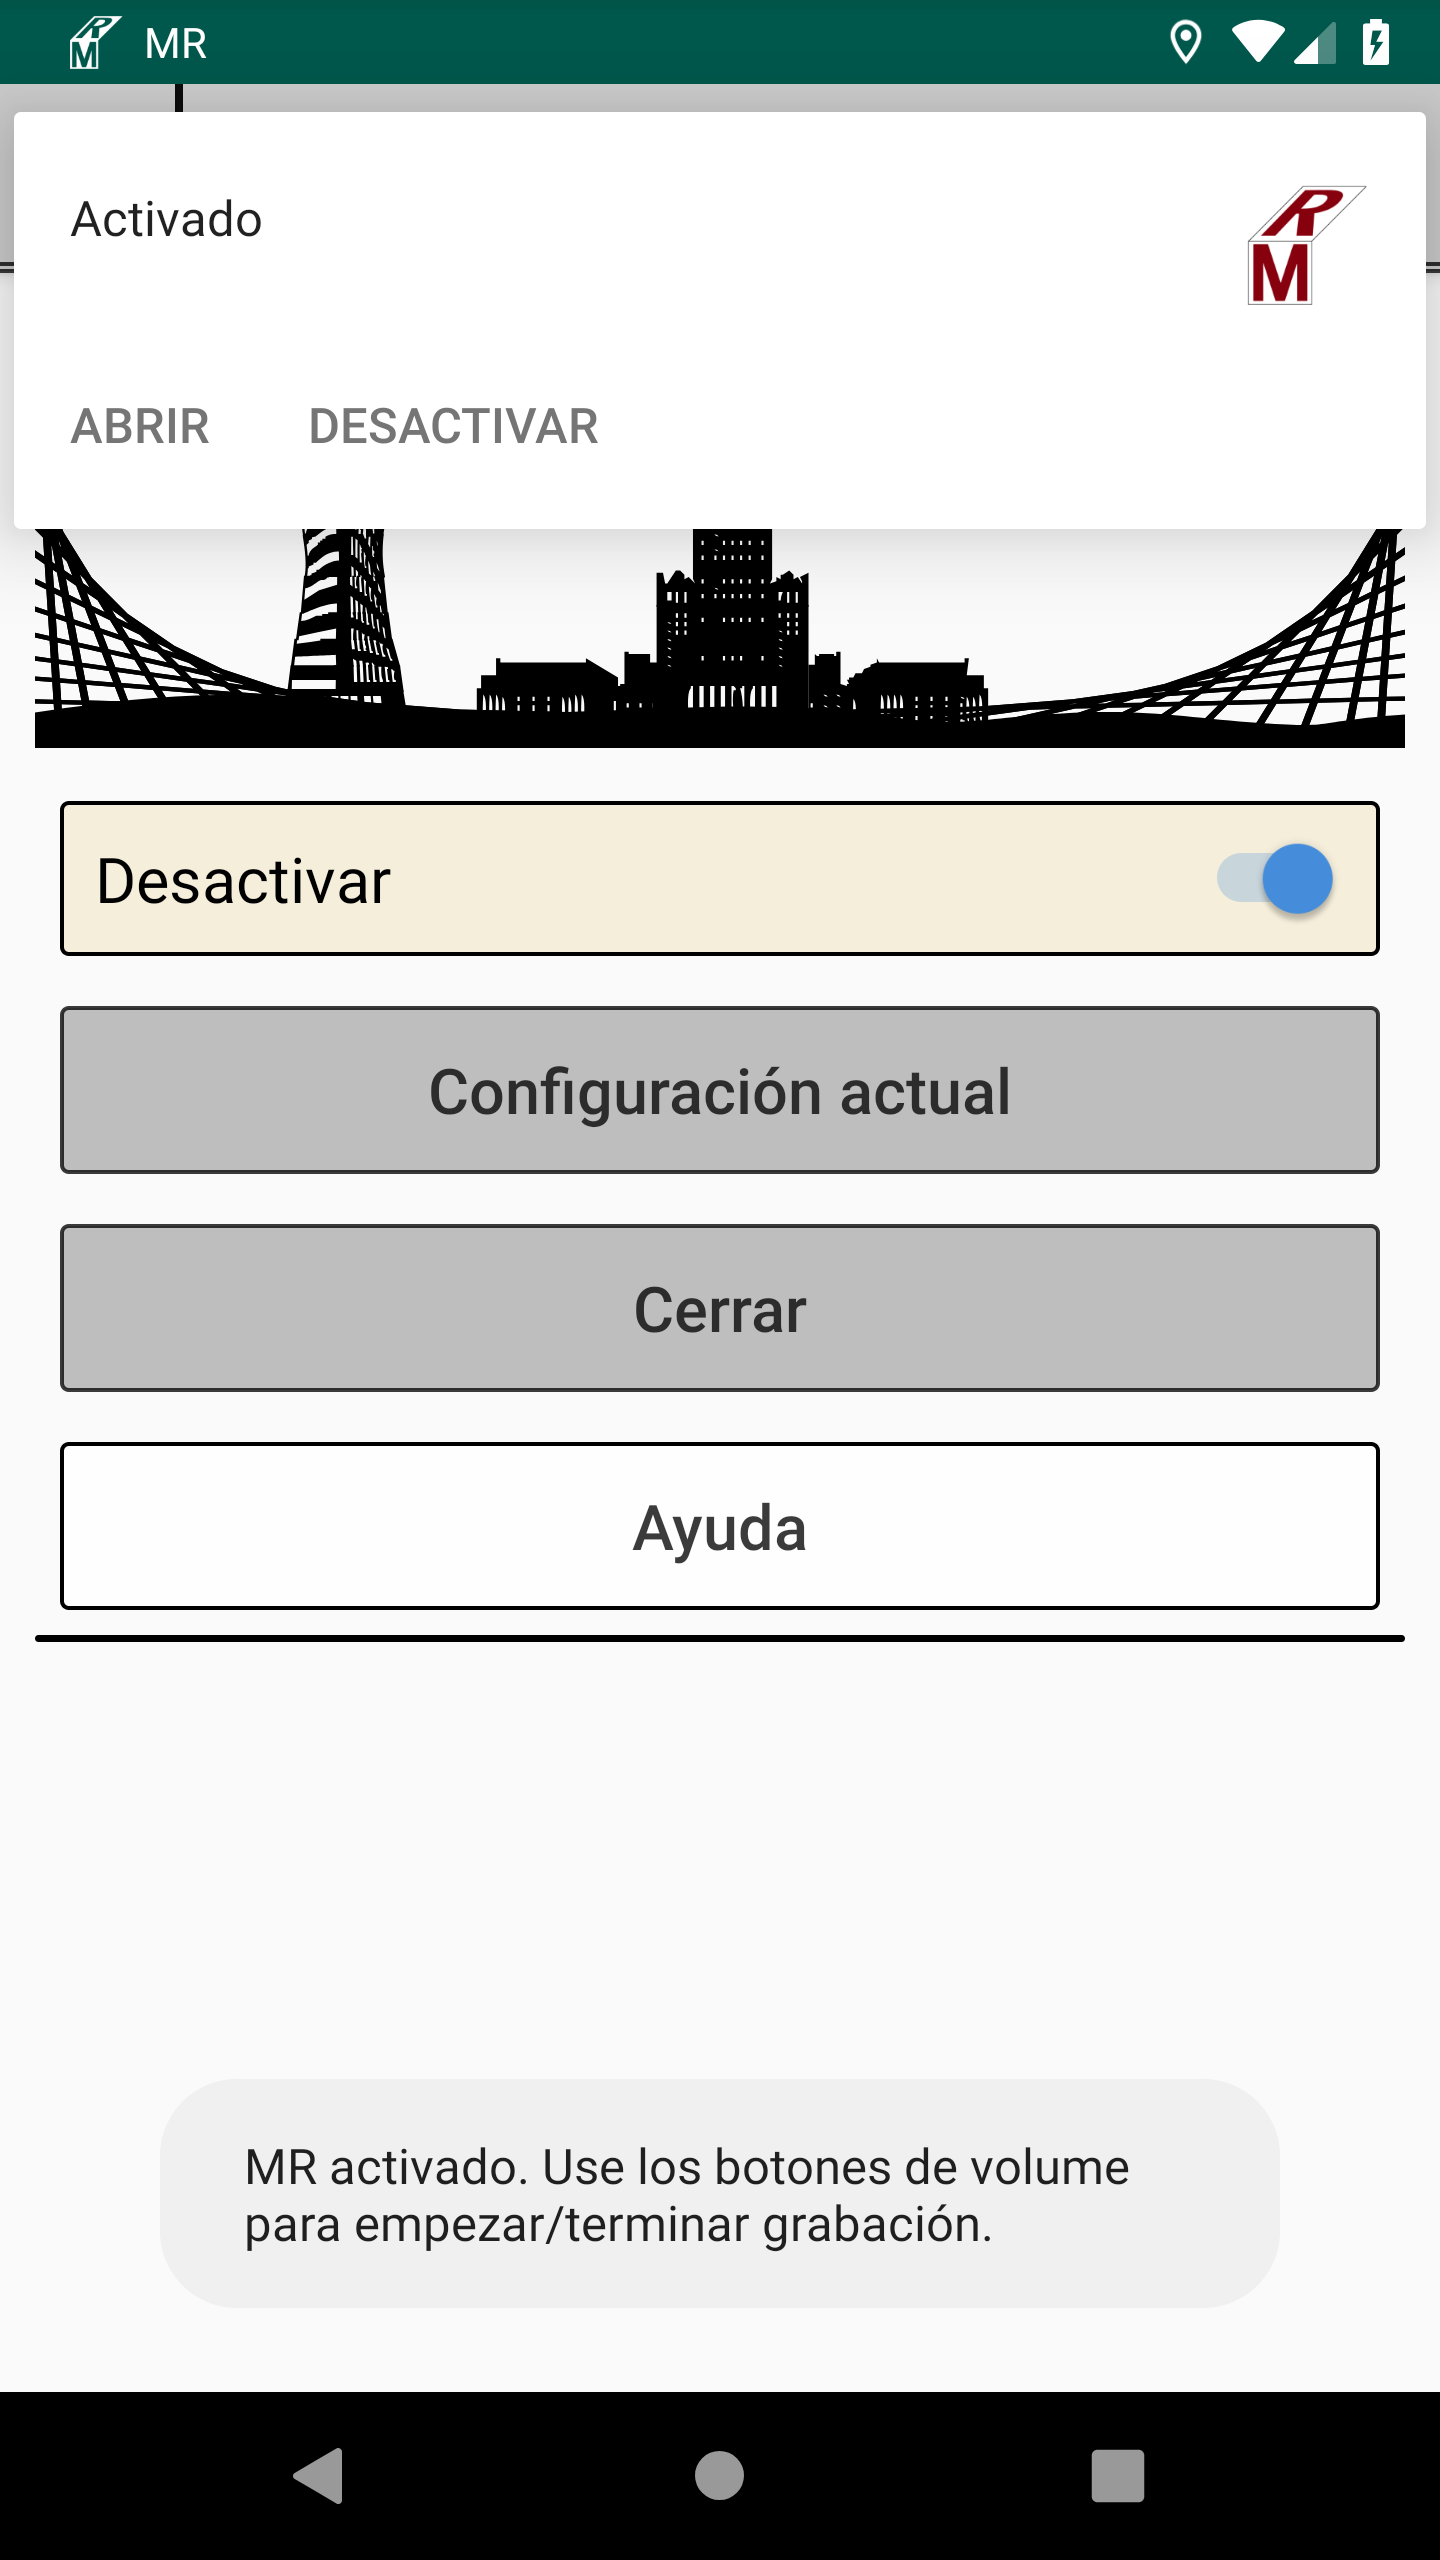 MR
Activado
R
M
ABRIR DESACTIVAR
Desactivar
Configuración actual
Cerrar
Ayuda
MR activado. Use los botones de volume
para empezar/terminar grabación.